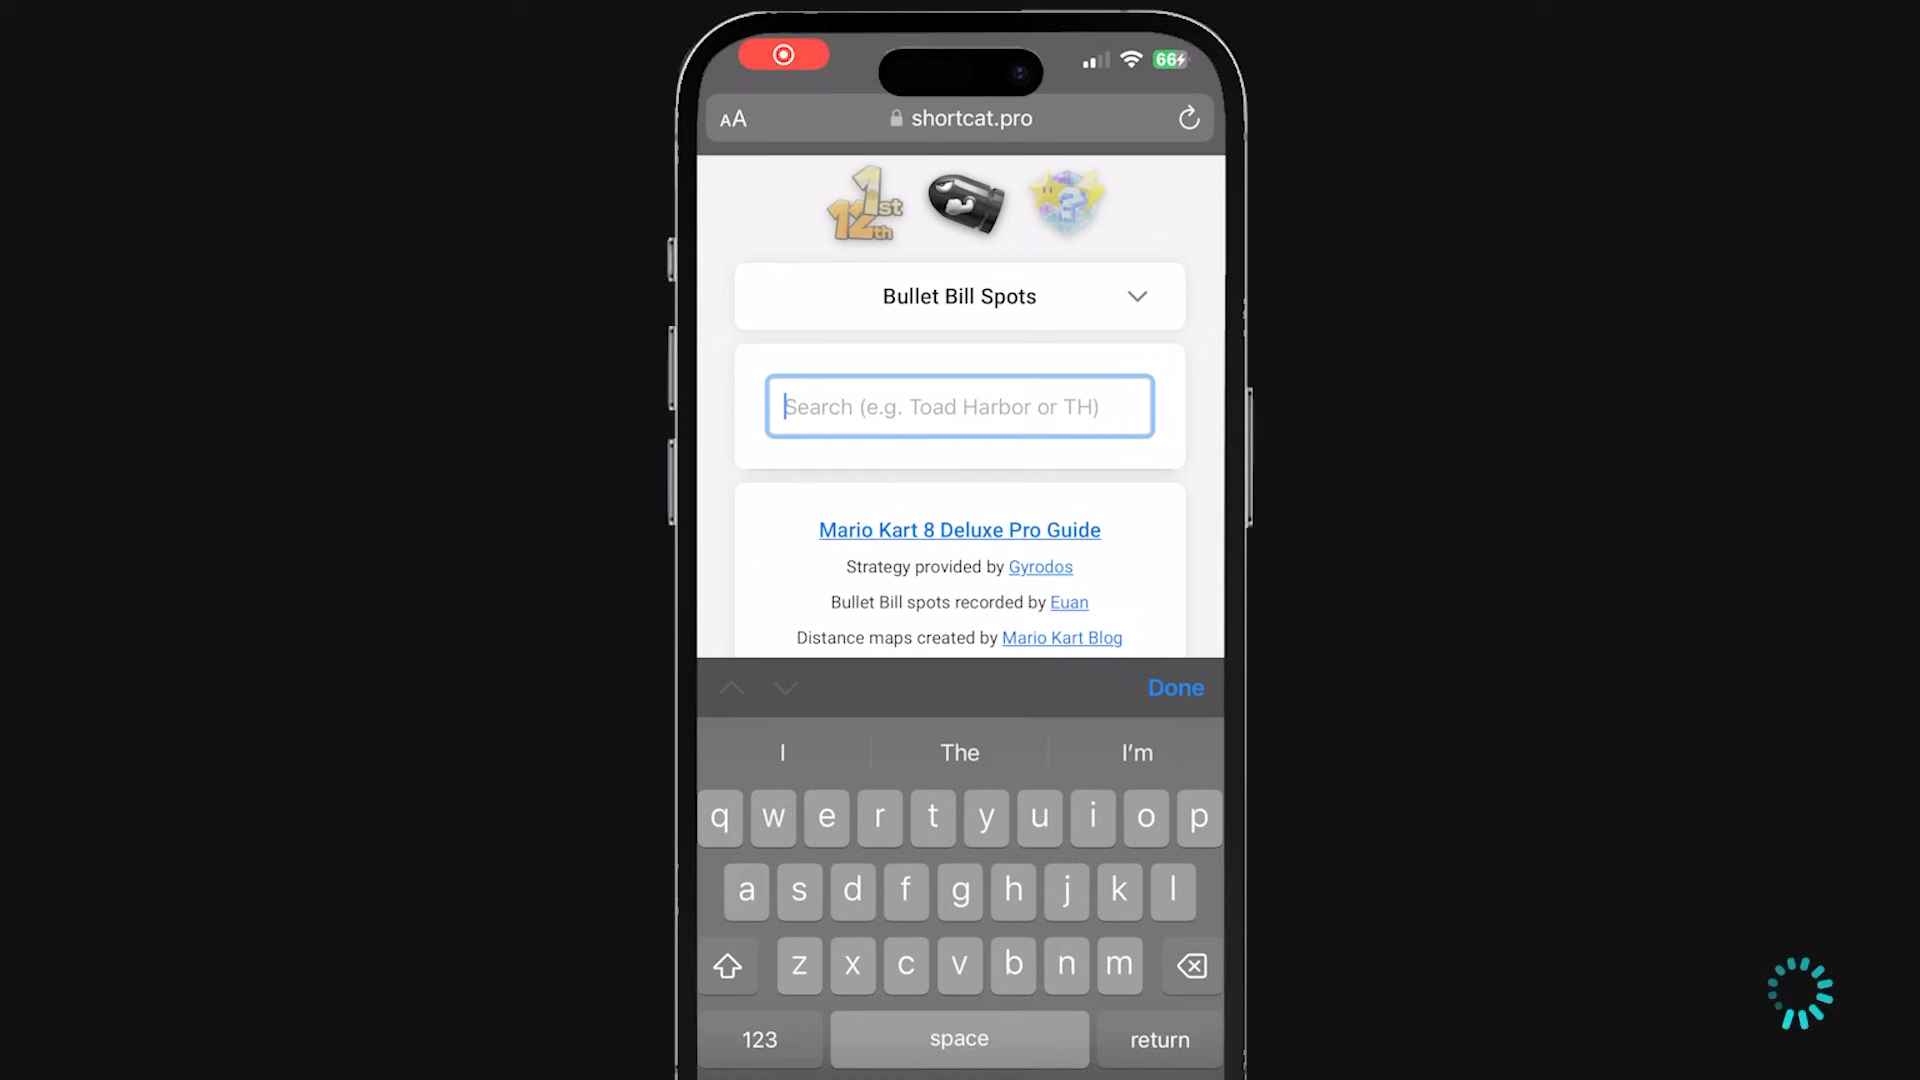 66
AA shortcat.pro
1st
12th
?
Bullet Bill Spots
Search (e.g. Toad Harbor or TH)
Mario Kart 8 Deluxe Pro Guide
Strategy provided by Gyrodos
Bullet Bill spots recorded by Euan
Distance maps created by Mario Kart Blog
Done
I The I'm
q w e r t y u i o p
a s d f g h j k l
z x c v b n m
123 space return